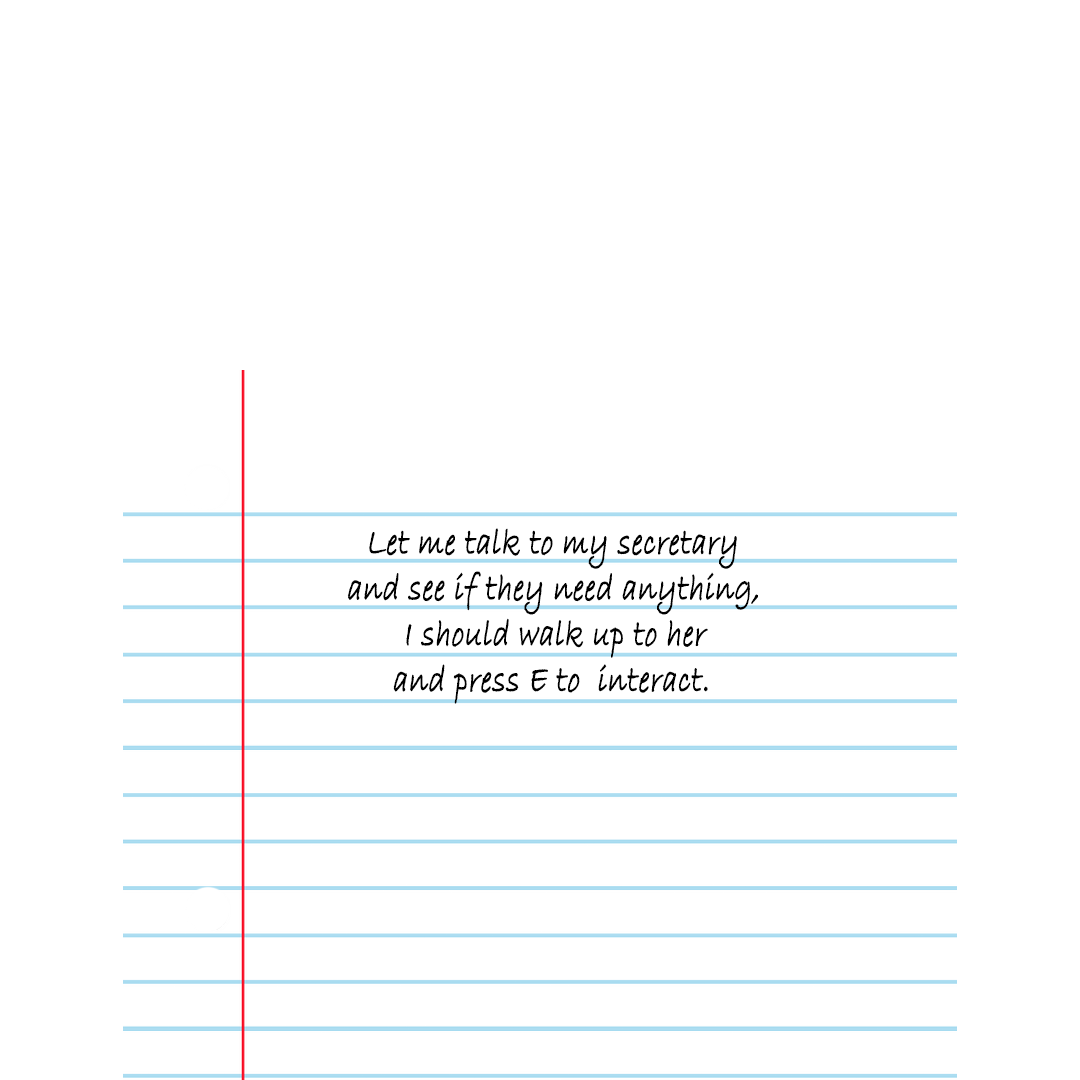 Let me talk to my secretary
and see if they need anything,
I should walk up to her
and press E to  interact.